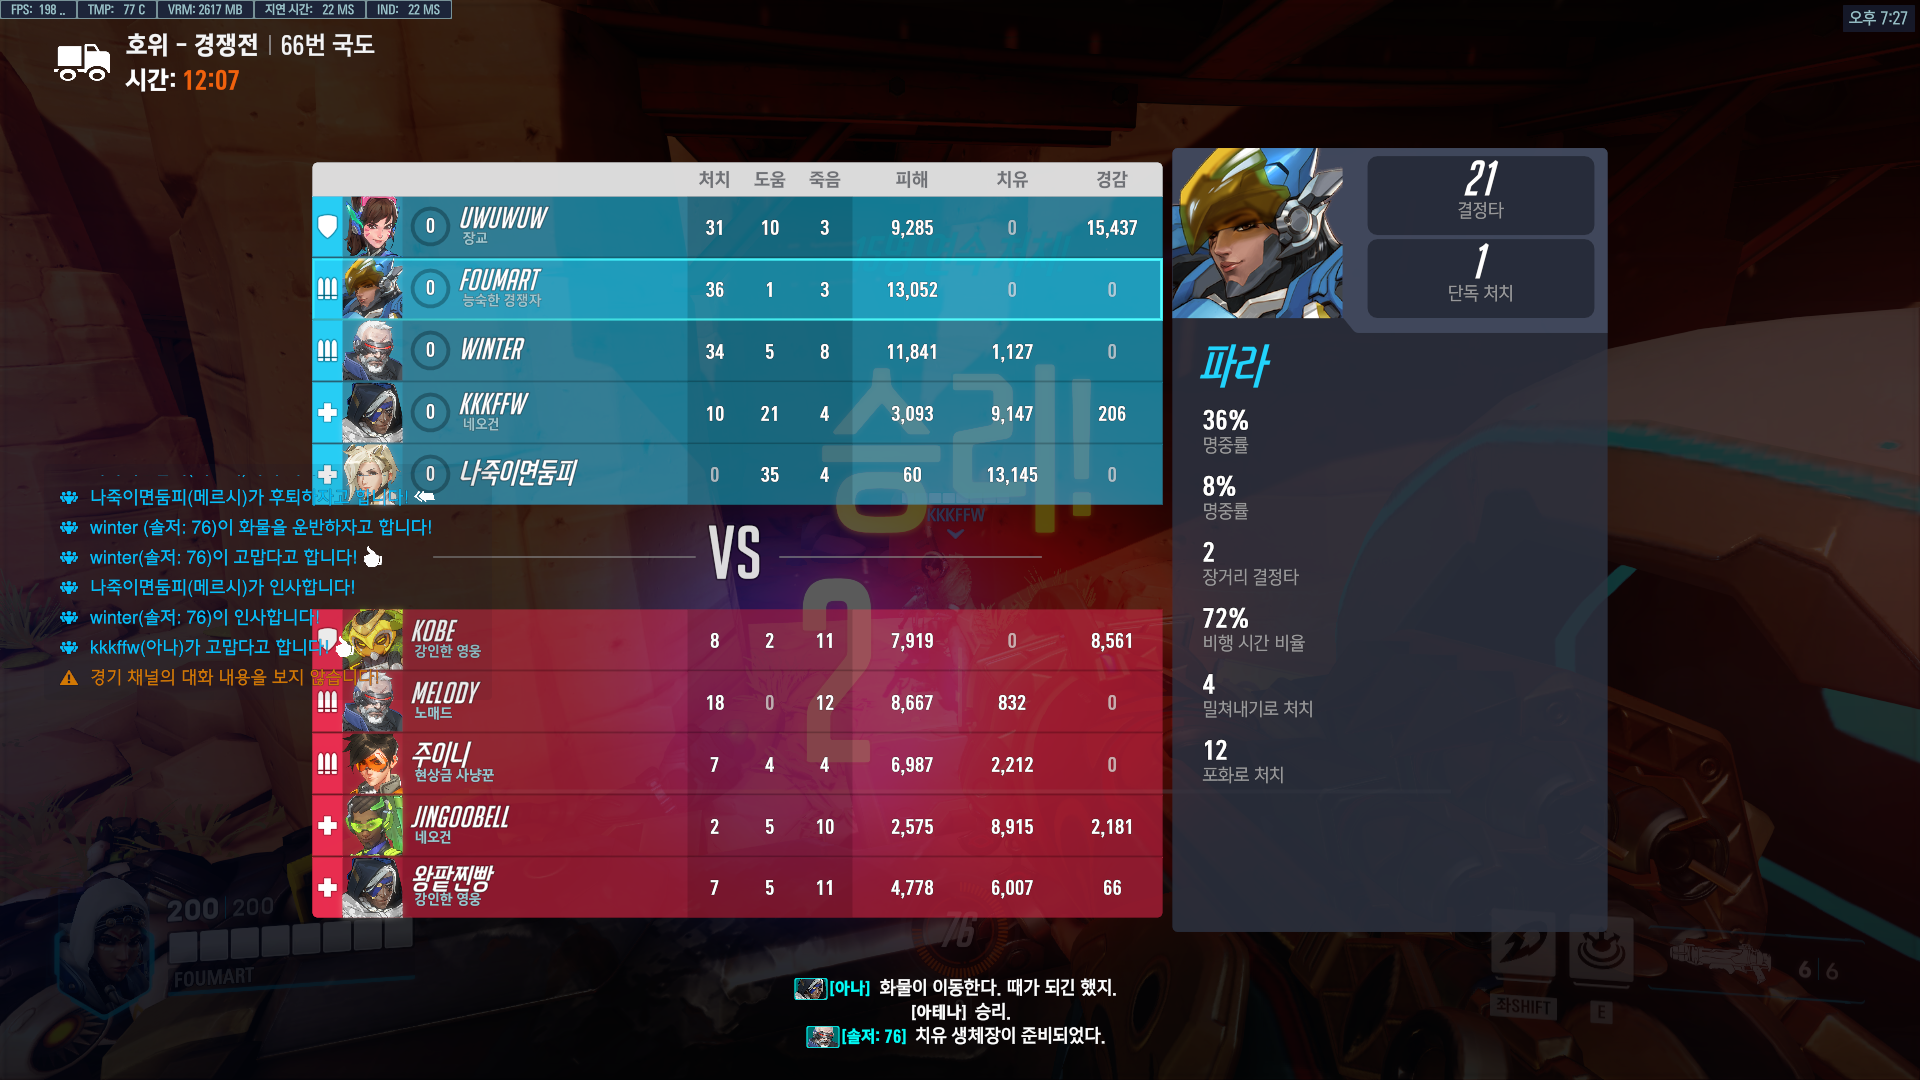 FPS: 198 .. TMP: 77 C VRM: 2617 MB 지연 시간: 22 MS IND: 22 MS
오후 7:27
호위 - 경쟁전 | 66번 국도
시간: 12:07
처치 도움 죽음 피해 치유 경감
0 UWUWUW 31 10 3 9,285 0 15,437
장교
0 FOUMART 36 1 3 13,052 0 0
능숙한 경쟁자
0 WINTER 34 5 8 11,841 1,127 0
0 KKKFFW 10 21 4 3,093 9,147 206
네오건
0 나죽이면둠피 0 35 4 60 13,145 0
승리!
KKKFFW
나죽이면둠피(메르시)가 후퇴하자고 합니다!
winter (솔저: 76)이 화물을 운반하자고 합니다!
winter(솔저: 76)이 고맙다고 합니다!
나죽이면둠피(메르시)가 인사합니다!
winter(솔저: 76)이 인사합니다!
kkkffw(아나)가 고맙다고 합니다!
경기 채널의 대화 내용을 보지 않습니다!
VS
2
KOBE 8 2 11 7,919 0 8,561
강인한 영웅
MELODY 18 0 12 8,667 832 0
노매드
주이니 7 4 4 6,987 2,212 0
현상금 사냥꾼
JINGOOBELL 2 5 10 2,575 8,915 2,181
네오건
왕팥찐빵 7 5 11 4,778 6,007 66
강인한 영웅
21
결정타
1
단독 처치
파라
36%
명중률
8%
명중률
2
장거리 결정타
72%
비행 시간 비율
4
밀쳐내기로 처치
12
포화로 처치
200 | 200
FOUMART
76
6 | 6
좌SHIFT E
[아나] 화물이 이동한다. 때가 되긴 했지.
[아테나] 승리.
[솔저: 76] 치유 생체장이 준비되었다.